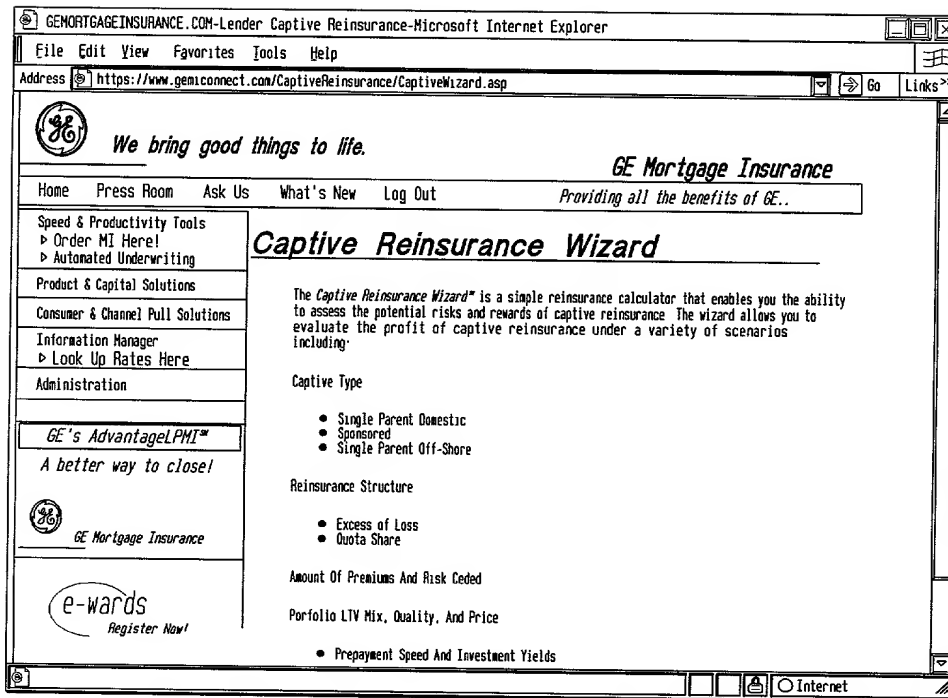 GEMORTGAGEINSURANCE.COM-Lender Captive Reinsurance-Microsoft Internet Explorer
File Edit View Favorites Tools Help
Address https://www.gemiconnect.com/CaptiveReinsurance/CaptiveWizard.asp Go Links>>
GE We bring good things to life.
GE Mortgage Insurance
Home Press Room Ask Us What's New Log Out Providing all the benefits of GE..
Speed & Productivity Tools
▷ Order MI Here!
▷ Automated Underwriting
Product & Capital Solutions
Consumer & Channel Pull Solutions
Information Manager
▷ Look Up Rates Here
Administration
GE's AdvantageLPMI℠
A better way to close!
GE
GE Mortgage Insurance
e-wards
Register Now!
Captive Reinsurance Wizard
The Captive Reinsurance Wizard℠ is a simple reinsurance calculator that enables you the ability
to assess the potential risks and rewards of captive reinsurance The wizard allows you to
evaluate the profit of captive reinsurance under a variety of scenarios
including·
Captive Type
● Single Parent Domestic
● Sponsored
● Single Parent Off-Shore
Reinsurance Structure
● Excess of Loss
● Quota Share
Amount Of Premiums And Risk Ceded
Porfolio LTV Mix, Quality, And Price
● Prepayment Speed And Investment Yields
Internet